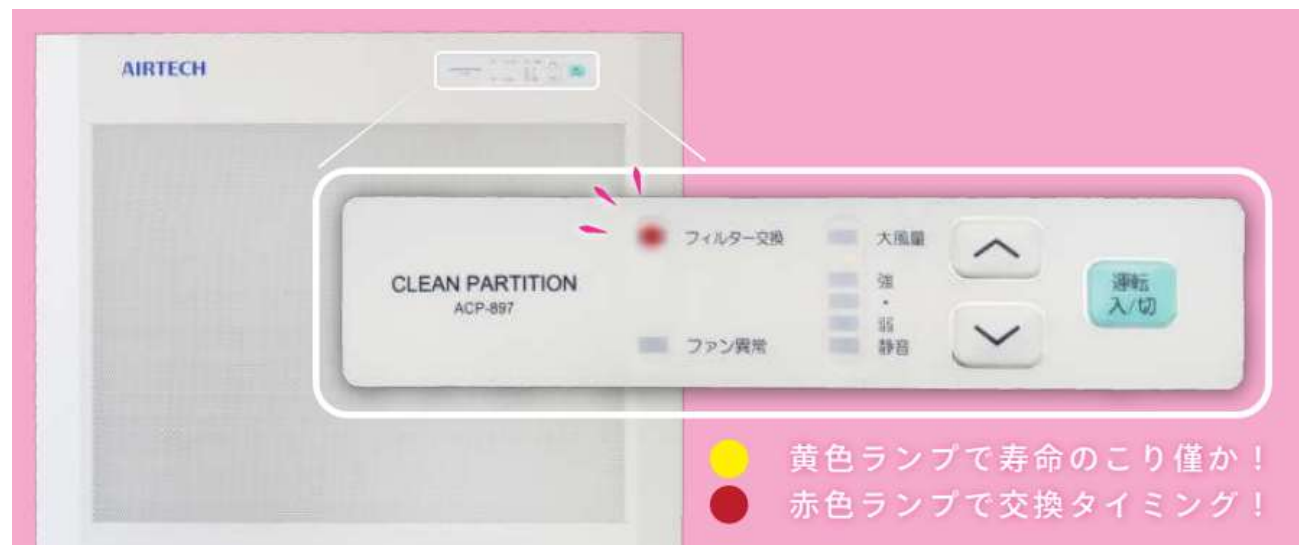 AIRTECH
CLEAN PARTITION
ACP-897
フィルター交換
ファン異常
大風量
強
・
弱
静音
運転
入/切
黄色ランプで寿命のこり僅か！
赤色ランプで交換タイミング！